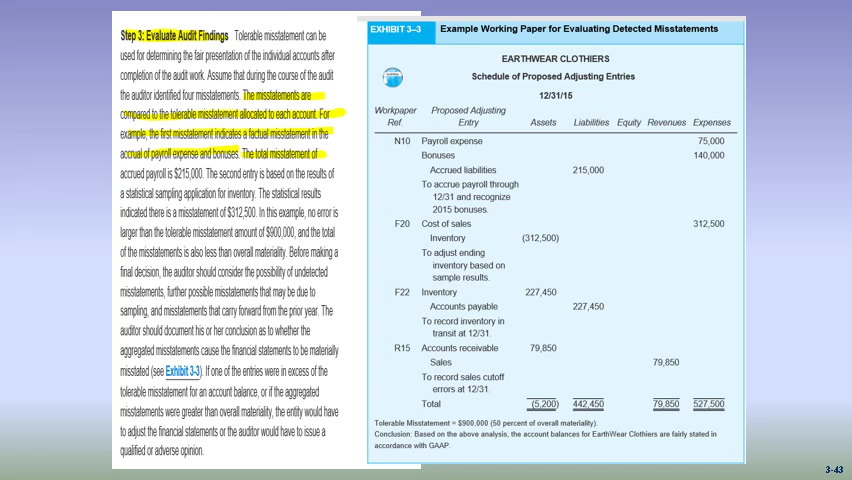 Step 3: Evaluate Audit Findings Tolerable misstatement can be
used for determining the fair presentation of the individual accounts after
completion of the audit work. Assume that during the course of the audit
the auditor identified four misstatements. The misstatements are
compared to the tolerable misstatement allocated to each account. For
example, the first misstatement indicates a factual misstatement in the
accrual of payroll expense and bonuses. The total misstatement of
accrued payroll is $215,000. The second entry is based on the results of
a statistical sampling application for inventory. The statistical results
indicated there is a misstatement of $312,500. In this example, no error is
larger than the tolerable misstatement amount of $900,000, and the total
of the misstatements is also less than overall materiality. Before making a
final decision, the auditor should consider the possibility of undetected
misstatements, further possible misstatements that may be due to
sampling, and misstatements that carry forward from the prior year. The
auditor should document his or her conclusion as to whether the
aggregated misstatements cause the financial statements to be materially
misstated (see Exhibit 3-3). If one of the entries were in excess of the
tolerable misstatement for an account balance, or if the aggregated
misstatements were greater than overall materiality, the entity would have
to adjust the financial statements or the auditor would have to issue a
qualified or adverse opinion.
EXHIBIT 3–3 Example Working Paper for Evaluating Detected Misstatements
EARTHWEAR CLOTHIERS
Schedule of Proposed Adjusting Entries
12/31/15
Workpaper Proposed Adjusting
Ref. Entry Assets Liabilities Equity Revenues Expenses
N10 Payroll expense 75,000
Bonuses 140,000
Accrued liabilities 215,000
To accrue payroll through
12/31 and recognize
2015 bonuses.
F20 Cost of sales 312,500
Inventory (312,500)
To adjust ending
inventory based on
sample results.
F22 Inventory 227,450
Accounts payable 227,450
To record inventory in
transit at 12/31.
R15 Accounts receivable 79,850
Sales 79,850
To record sales cutoff
errors at 12/31.
Total (5,200) 442,450 79,850 527,500
Tolerable Misstatement = $900,000 (50 percent of overall materiality).
Conclusion: Based on the above analysis, the account balances for EarthWear Clothiers are fairly stated in
accordance with GAAP.
3-43